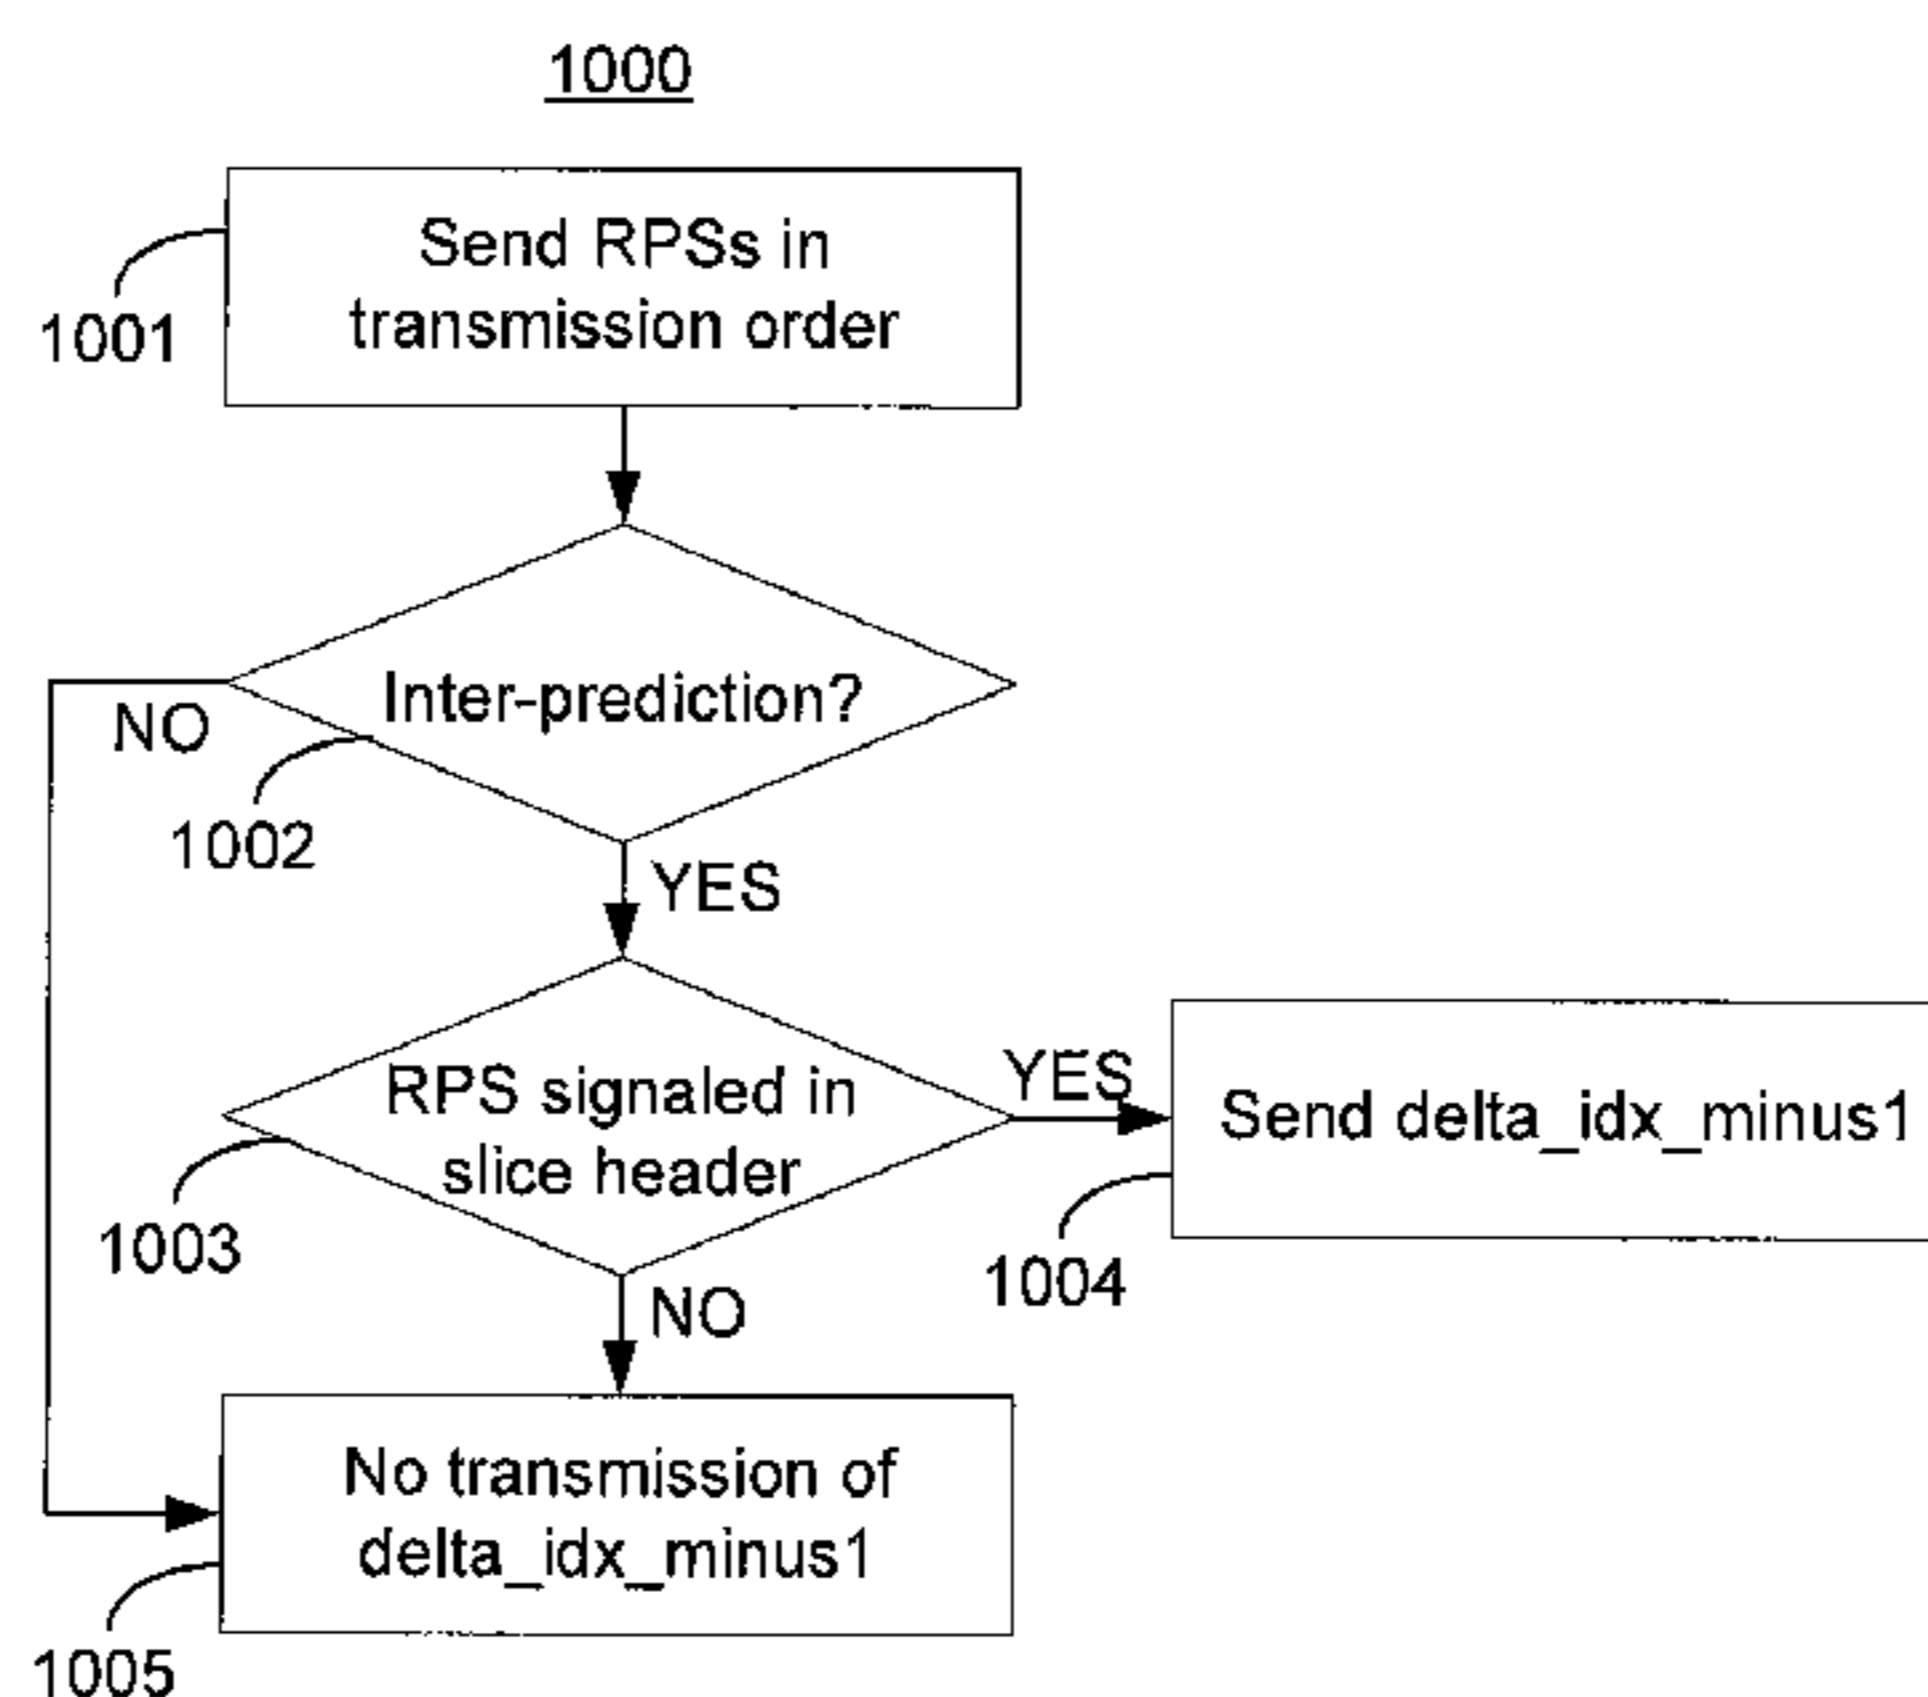 1000
Send RPSs in
transmission order
1001
Inter-prediction?
NO
1002
YES
RPS signaled in
slice header
YES
Send delta_idx_minus1
1003
1004
NO
No transmission of
delta_idx_minus1
1005